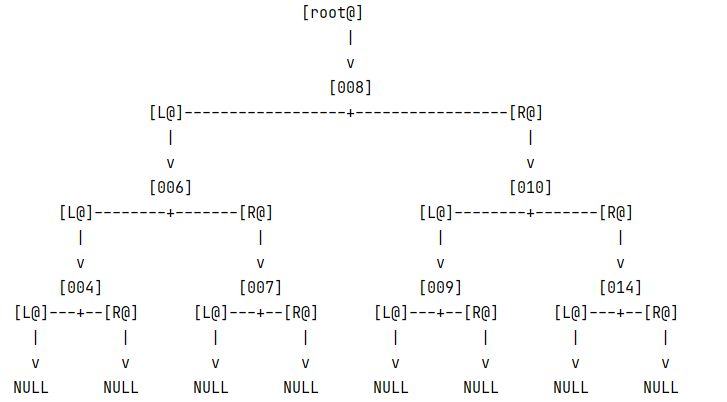 [root@]
|
v
[008]
[L@]------------------+-----------------[R@]
| |
v v
[006] [010]
[L@]--------+-------[R@] [L@]--------+-------[R@]
| | | |
v v v v
[004] [007] [009] [014]
[L@]---+--[R@] [L@]---+--[R@] [L@]---+--[R@] [L@]---+--[R@]
| | | | | | | |
v v v v v v v v
NULL NULL NULL NULL NULL NULL NULL NULL